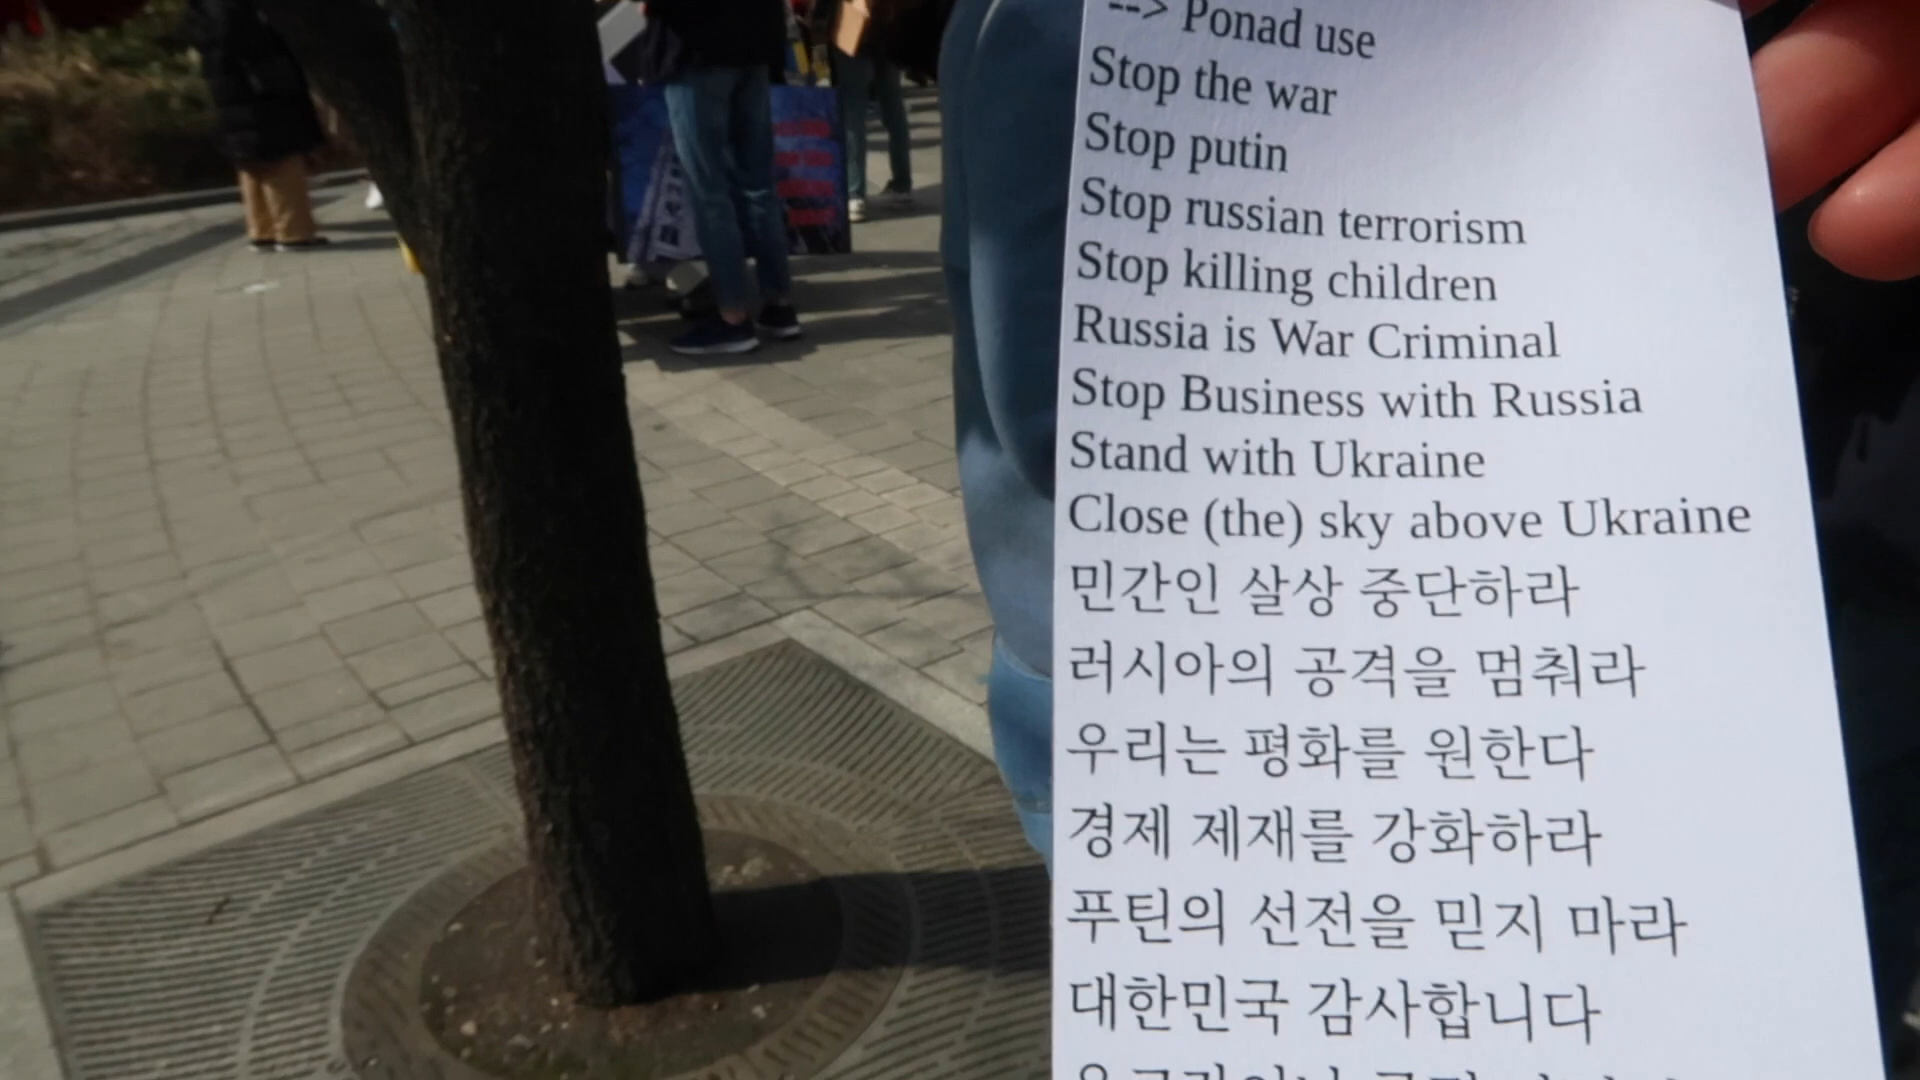 --> Ponad use
Stop the war
Stop putin
Stop russian terrorism
Stop killing children
Russia is War Criminal
Stop Business with Russia
Stand with Ukraine
Close (the) sky above Ukraine
민간인 살상 중단하라
러시아의 공격을 멈춰라
우리는 평화를 원한다
경제 제재를 강화하라
푸틴의 선전을 믿지 마라
대한민국 감사합니다